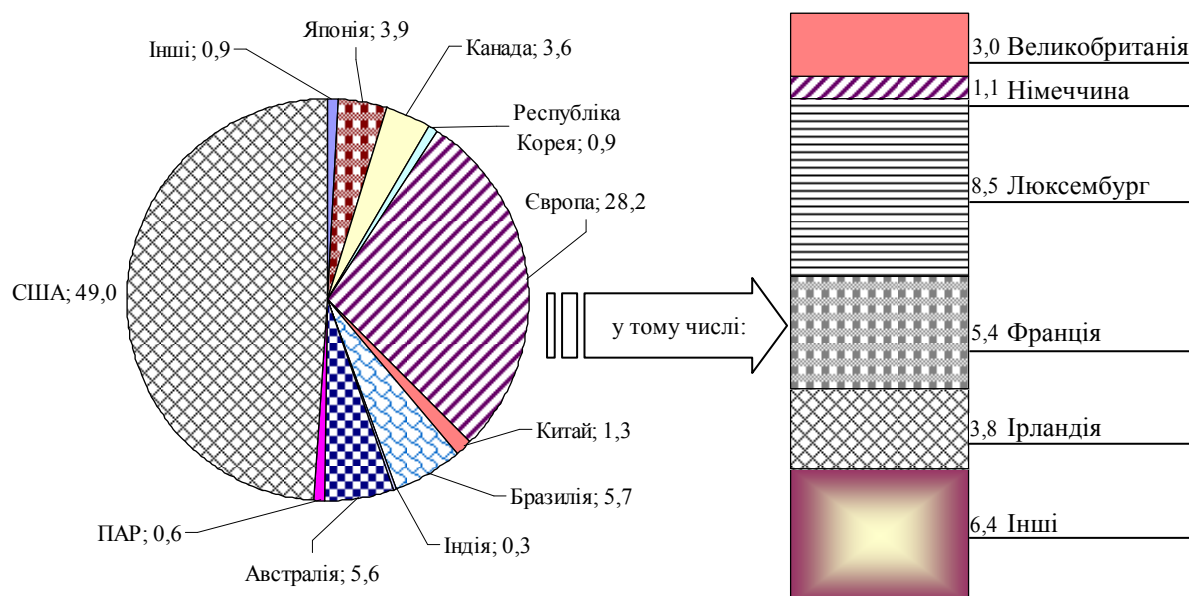 Інші; 0,9
Японія; 3,9
Канада; 3,6
Республіка
Корея; 0,9
Європа; 28,2
США; 49,0
у тому числі:
Китай; 1,3
Бразилія; 5,7
Індія; 0,3
Австралія; 5,6
ПАР; 0,6
3,0 Великобританія
1,1 Німеччина
8,5 Люксембург
5,4 Франція
3,8 Ірландія
6,4 Інші